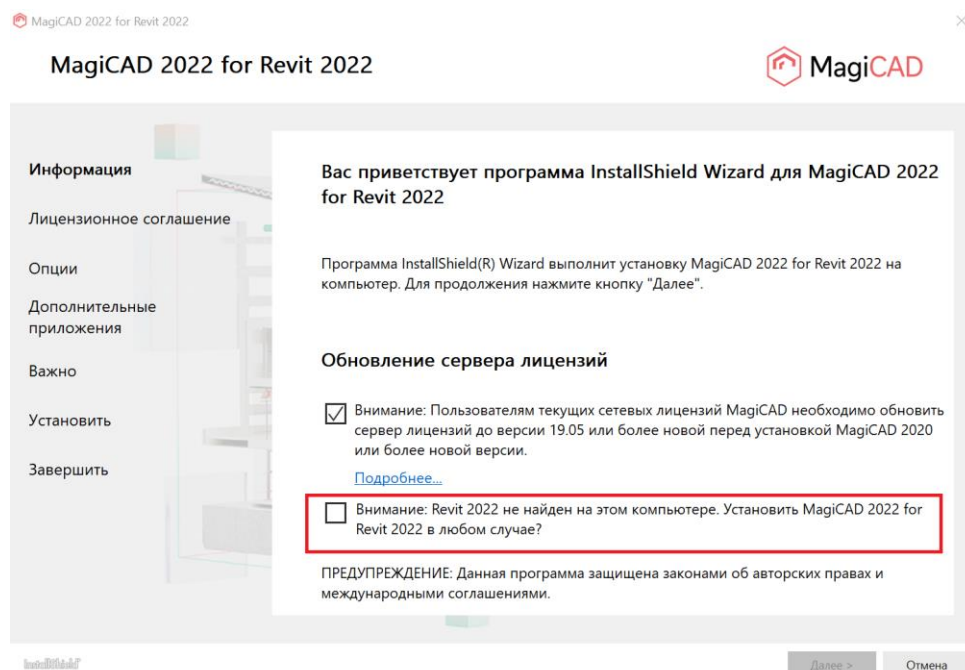 MagiCAD 2022 for Revit 2022
MagiCAD 2022 for Revit 2022
MagiCAD
Информация
Лицензионное соглашение
Опции
Дополнительные
приложения
Важно
Установить
Завершить
Вас приветствует программа InstallShield Wizard для MagiCAD 2022
for Revit 2022
Программа InstallShield(R) Wizard выполнит установку MagiCAD 2022 for Revit 2022 на
компьютер. Для продолжения нажмите кнопку "Далее".
Обновление сервера лицензий
Внимание: Пользователям текущих сетевых лицензий MagiCAD необходимо обновить
сервер лицензий до версии 19.05 или более новой перед установкой MagiCAD 2020
или более новой версии.
Подробнее...
Внимание: Revit 2022 не найден на этом компьютере. Установить MagiCAD 2022 for
Revit 2022 в любом случае?
ПРЕДУПРЕЖДЕНИЕ: Данная программа защищена законами об авторских правах и
международными соглашениями.
InstallShield
Далее >
Отмена